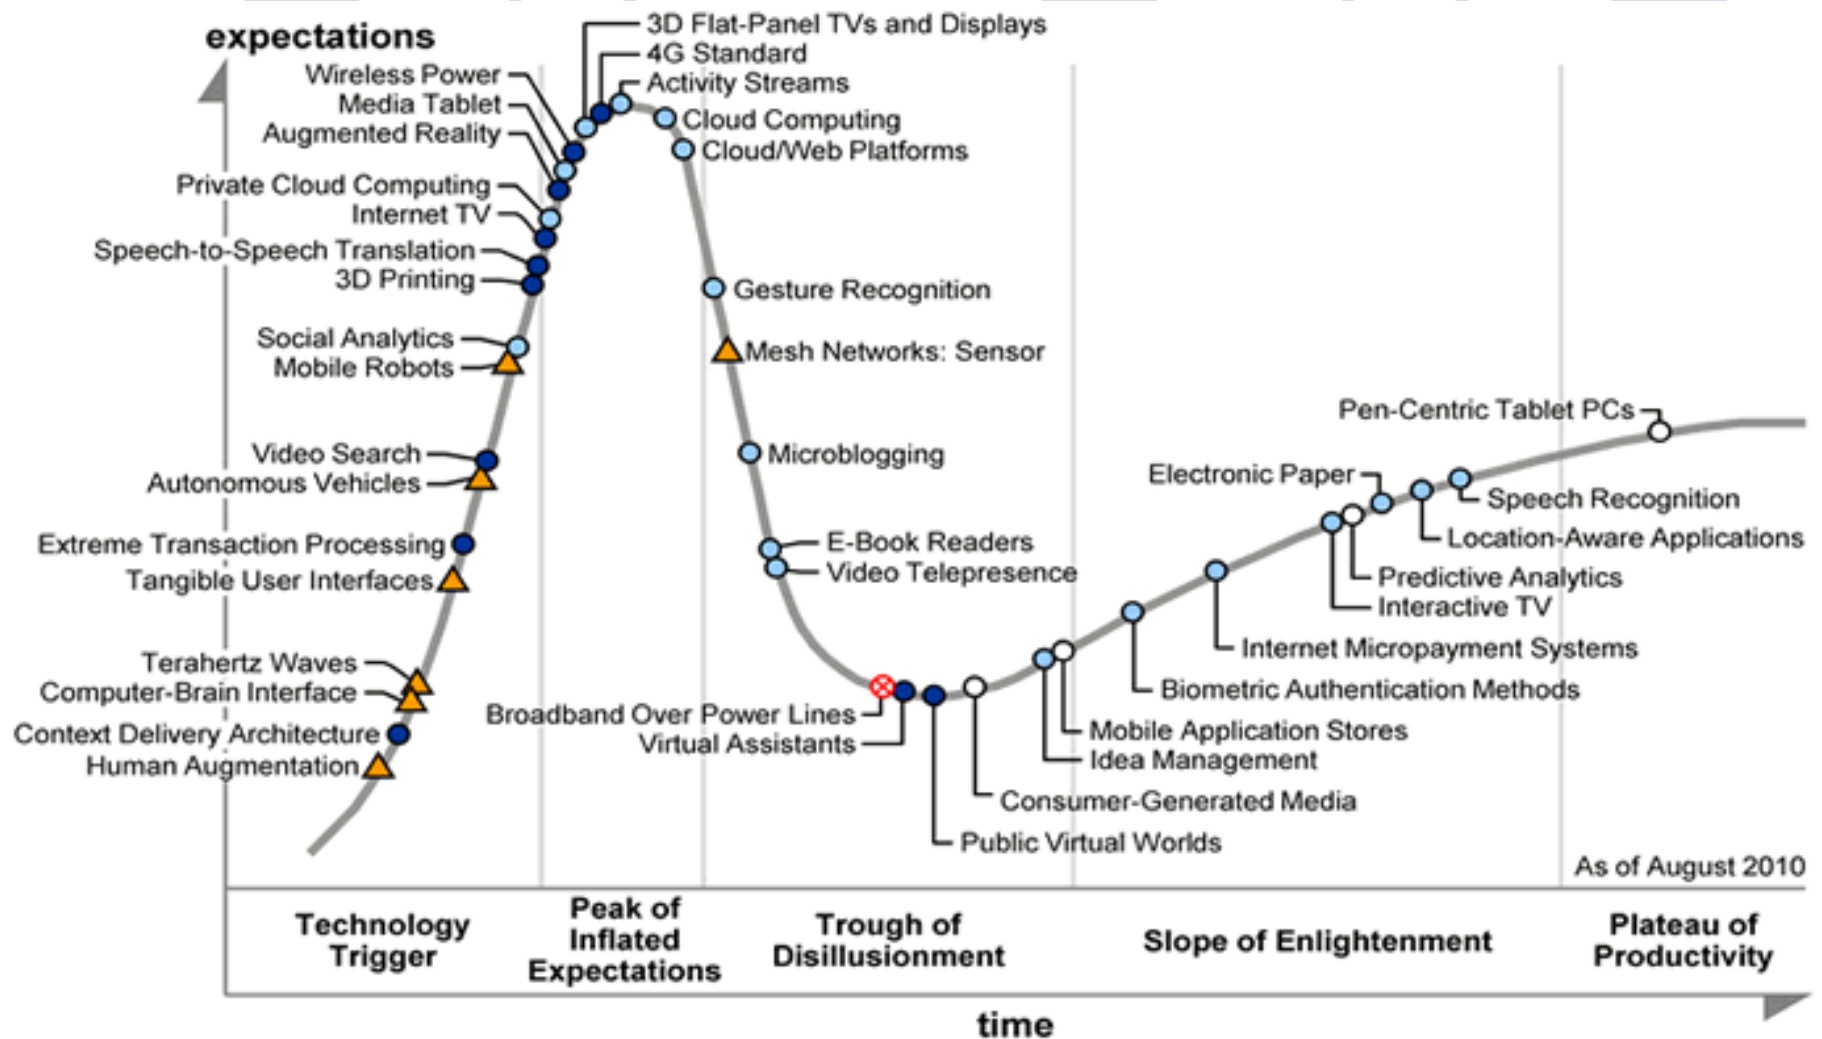 expectations
3D Flat-Panel TVs and Displays
4G Standard
Activity Streams
Wireless Power
Media Tablet
Augmented Reality
Cloud Computing
Cloud/Web Platforms
Private Cloud Computing
Internet TV
Speech-to-Speech Translation
3D Printing
Gesture Recognition
Social Analytics
Mobile Robots
Mesh Networks: Sensor
Pen-Centric Tablet PCs
Video Search
Autonomous Vehicles
Microblogging
Electronic Paper
Speech Recognition
Location-Aware Applications
Extreme Transaction Processing
Tangible User Interfaces
E-Book Readers
Video Telepresence
Predictive Analytics
Interactive TV
Internet Micropayment Systems
Terahertz Waves
Computer-Brain Interface
Context Delivery Architecture
Human Augmentation
Biometric Authentication Methods
Broadband Over Power Lines
Virtual Assistants
Mobile Application Stores
Idea Management
Consumer-Generated Media
Public Virtual Worlds
As of August 2010
Technology
Trigger
Peak of
Inflated
Expectations
Trough of
Disillusionment
Slope of Enlightenment
Plateau of
Productivity
time